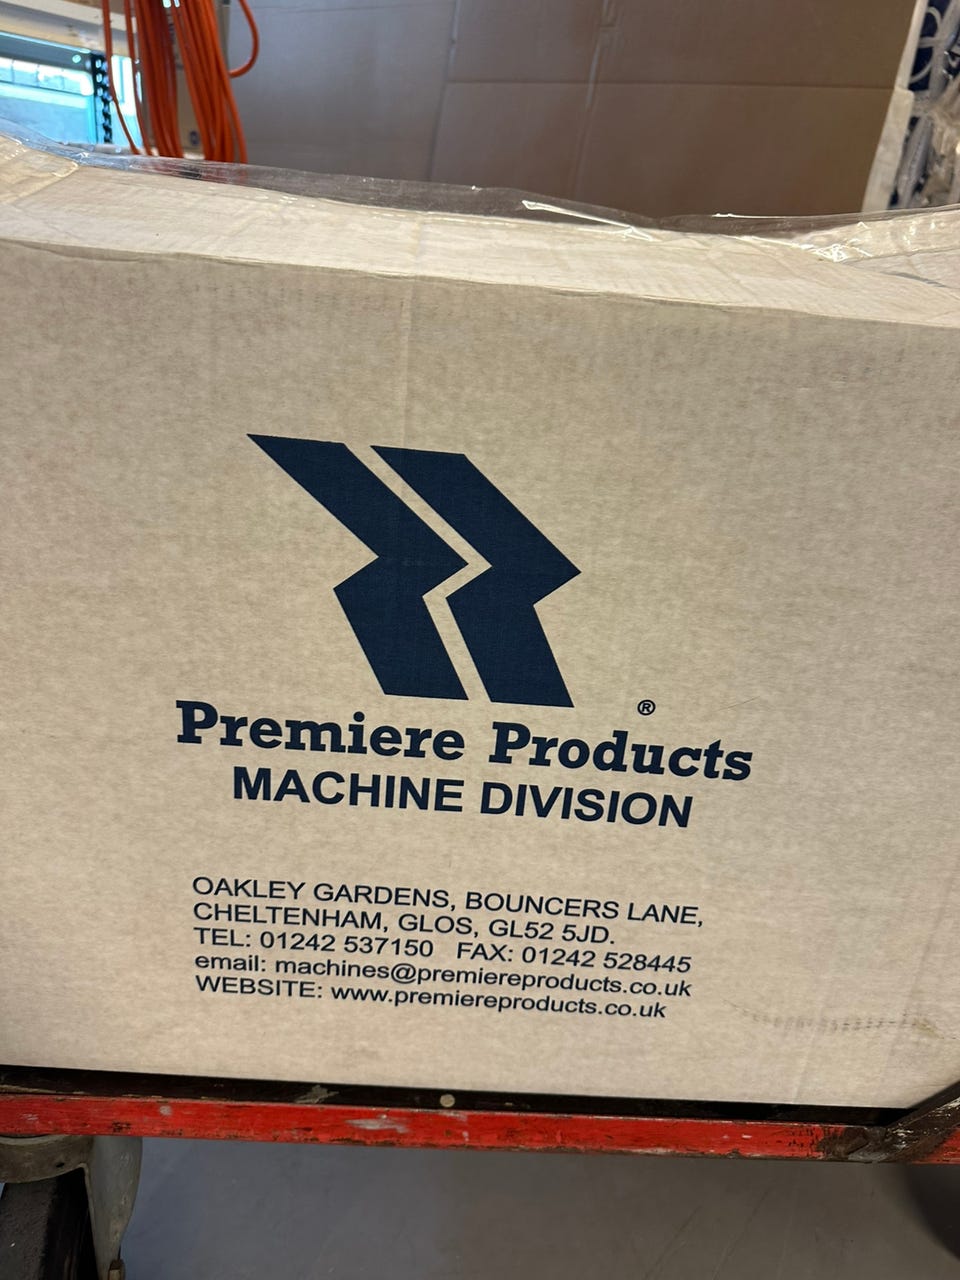 ®
Premiere Products
MACHINE DIVISION
OAKLEY GARDENS, BOUNCERS LANE,
CHELTENHAM, GLOS, GL52 5JD.
TEL: 01242 537150 FAX: 01242 528445
email: machines@premiereproducts.co.uk
WEBSITE: www.premiereproducts.co.uk